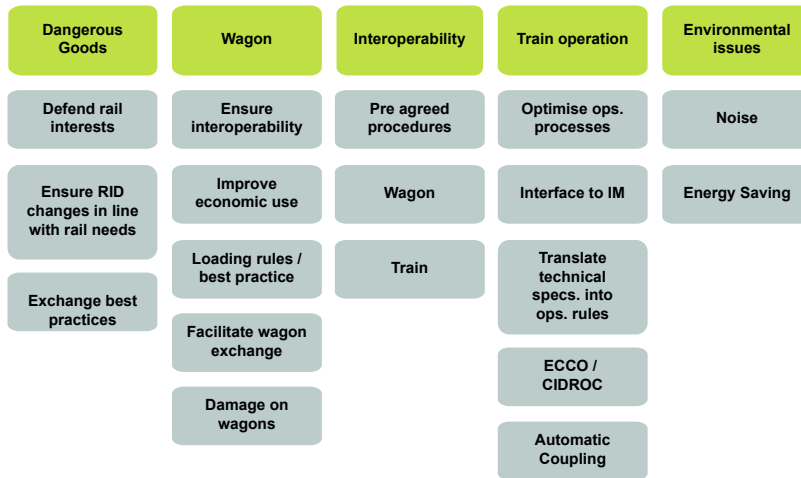 Dangerous
Goods
Wagon
Interoperability
Train operation
Environmental
issues
Defend rail
interests
Ensure
interoperability
Pre agreed
procedures
Optimise ops.
processes
Noise
Ensure RID
changes in line
with rail needs
Improve
economic use
Wagon
Interface to IM
Energy Saving
Exchange best
practices
Loading rules /
best practice
Train
Translate
technical
specs. into
ops. rules
Facilitate wagon
exchange
ECCO /
CIDROC
Damage on
wagons
Automatic
Coupling